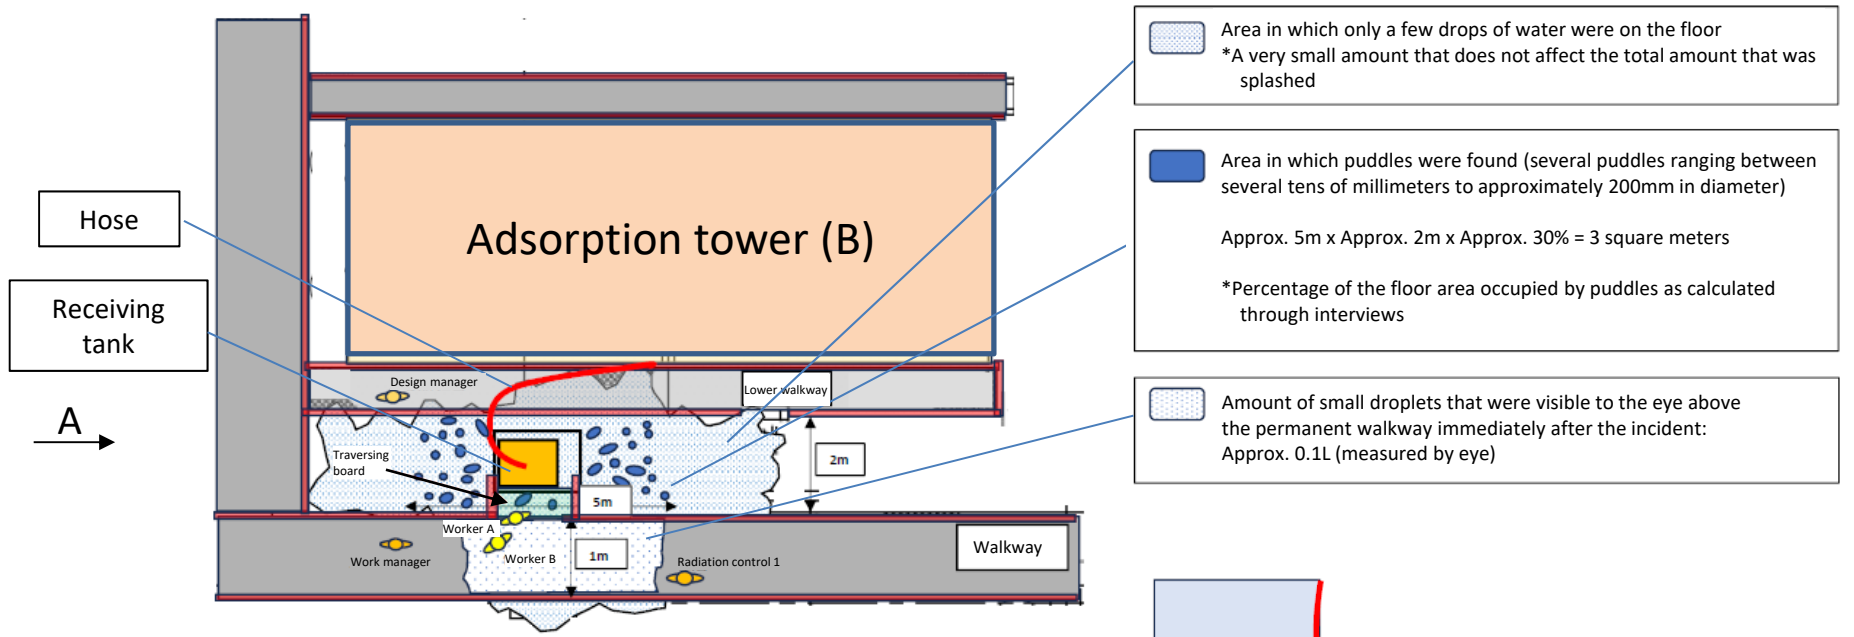 Hose
Receiving
tank
A
Adsorption tower (B)
Design manager
Lower walkway
Traversing
board
2m
5m
Worker A
Worker B
1m
Work manager
Radiation control 1
Walkway
Area in which only a few drops of water were on the floor
*A very small amount that does not affect the total amount that was
splashed
Area in which puddles were found (several puddles ranging between
several tens of millimeters to approximately 200mm in diameter)
Approx. 5m x Approx. 2m x Approx. 30% = 3 square meters
*Percentage of the floor area occupied by puddles as calculated
through interviews
Amount of small droplets that were visible to the eye above
the permanent walkway immediately after the incident:
Approx. 0.1L (measured by eye)